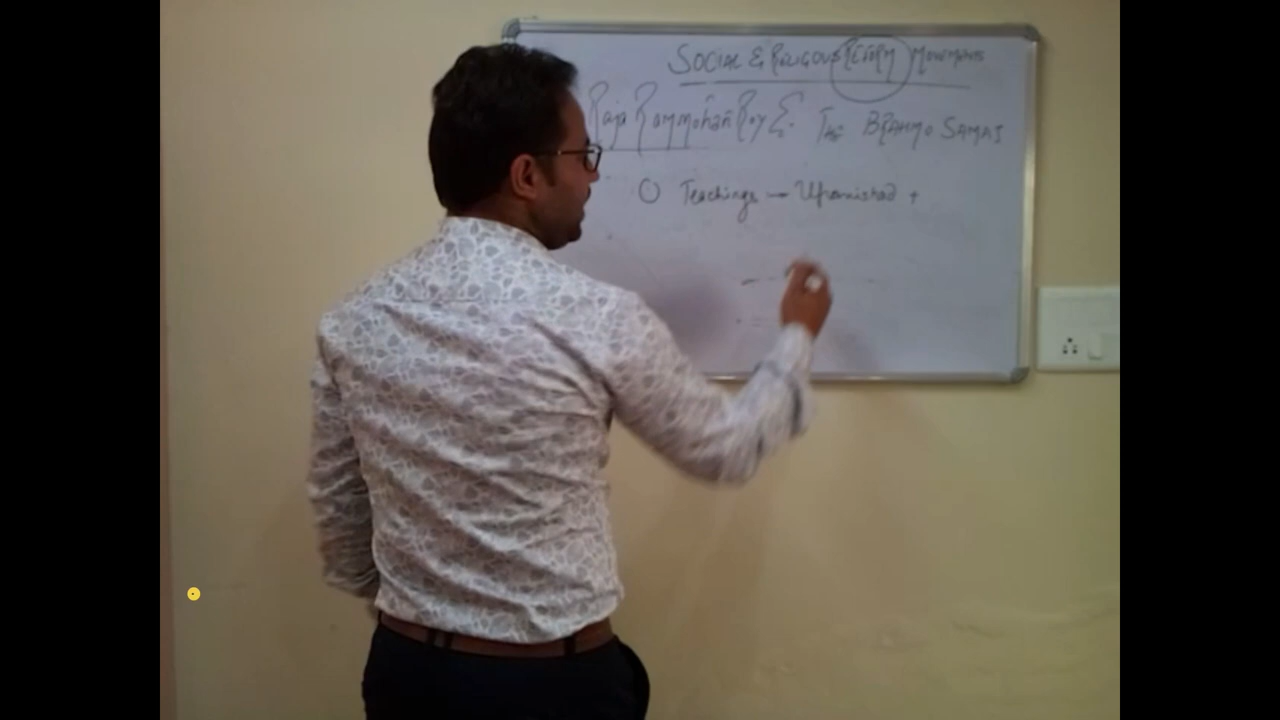 SOCIAL & RELIGOUS REFORM MOVEMENTS
Raja Rammohan Roy & THE BRAHMO SAMAJ
Teachings — Upanishad +